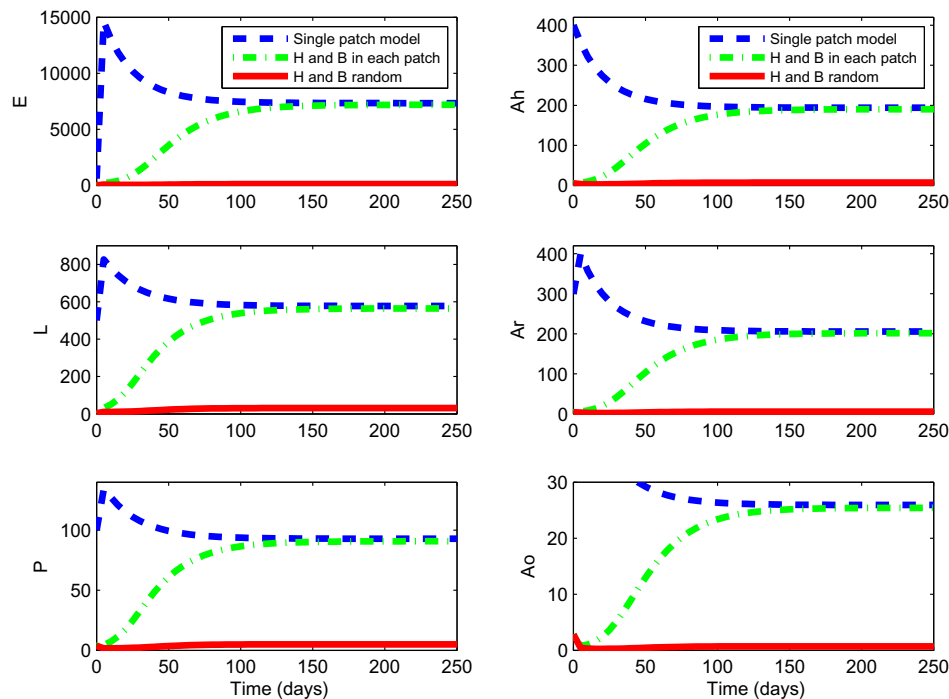 15000
10000
5000
0
E
Single patch model
H and B in each patch
H and B random
0 50 100 150 200 250
400
300
200
100
0
Ah
Single patch model
H and B in each patch
H and B random
0 50 100 150 200 250
800
600
400
200
0
L
0 50 100 150 200 250
400
300
200
100
0
Ar
0 50 100 150 200 250
100
50
0
P
0 50 100 150 200 250
Time (days)
30
20
10
0
Ao
0 50 100 150 200 250
Time (days)